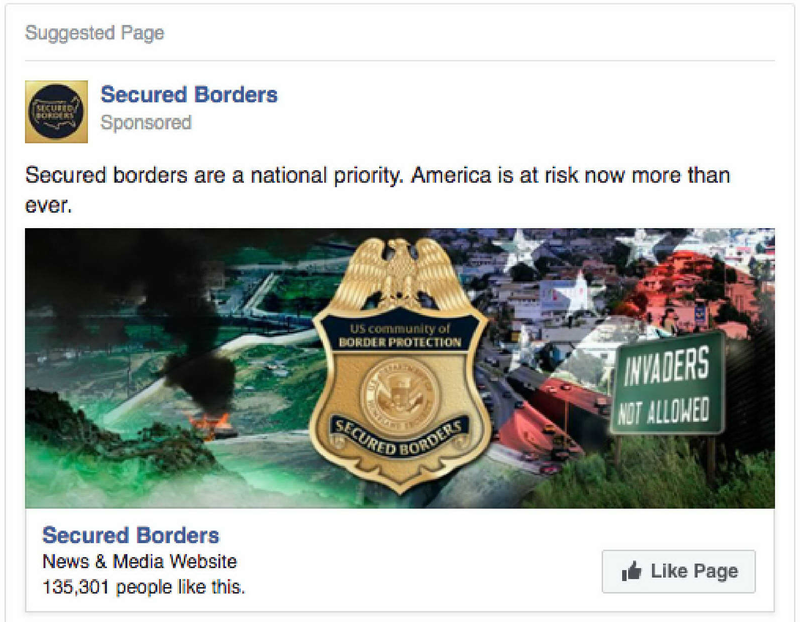 Suggested Page
SECURED
BORDERS
Secured Borders
Sponsored
Secured borders are a national priority. America is at risk now more than
ever.
US community of
BORDER PROTECTION
SECURED BORDERS
INVADERS
NOT ALLOWED
Secured Borders
News & Media Website
135,301 people like this.
Like Page